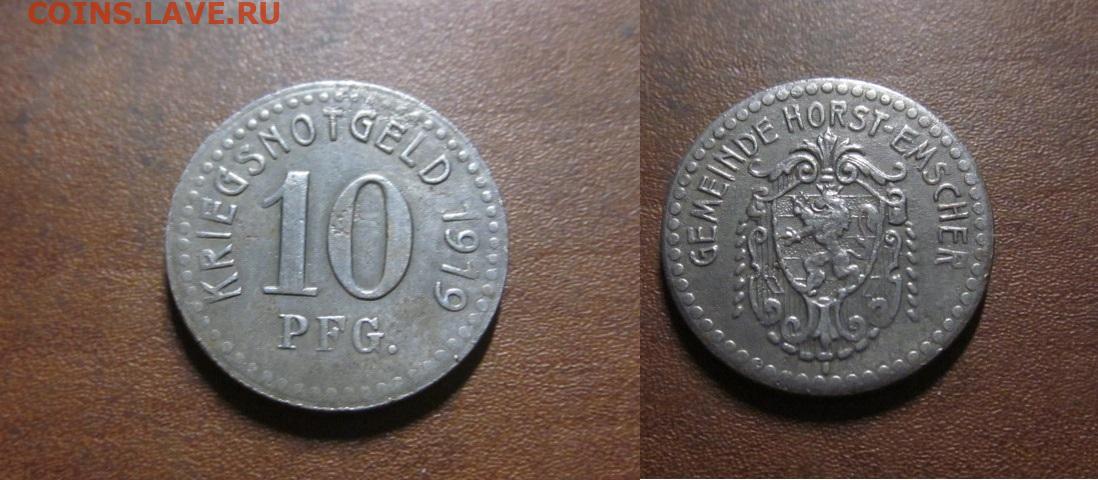 COINS.LAVE.RU
KRIEGSNOTGELD 1919
10
PFG.
GEMEINDE HORST-EMSCHER